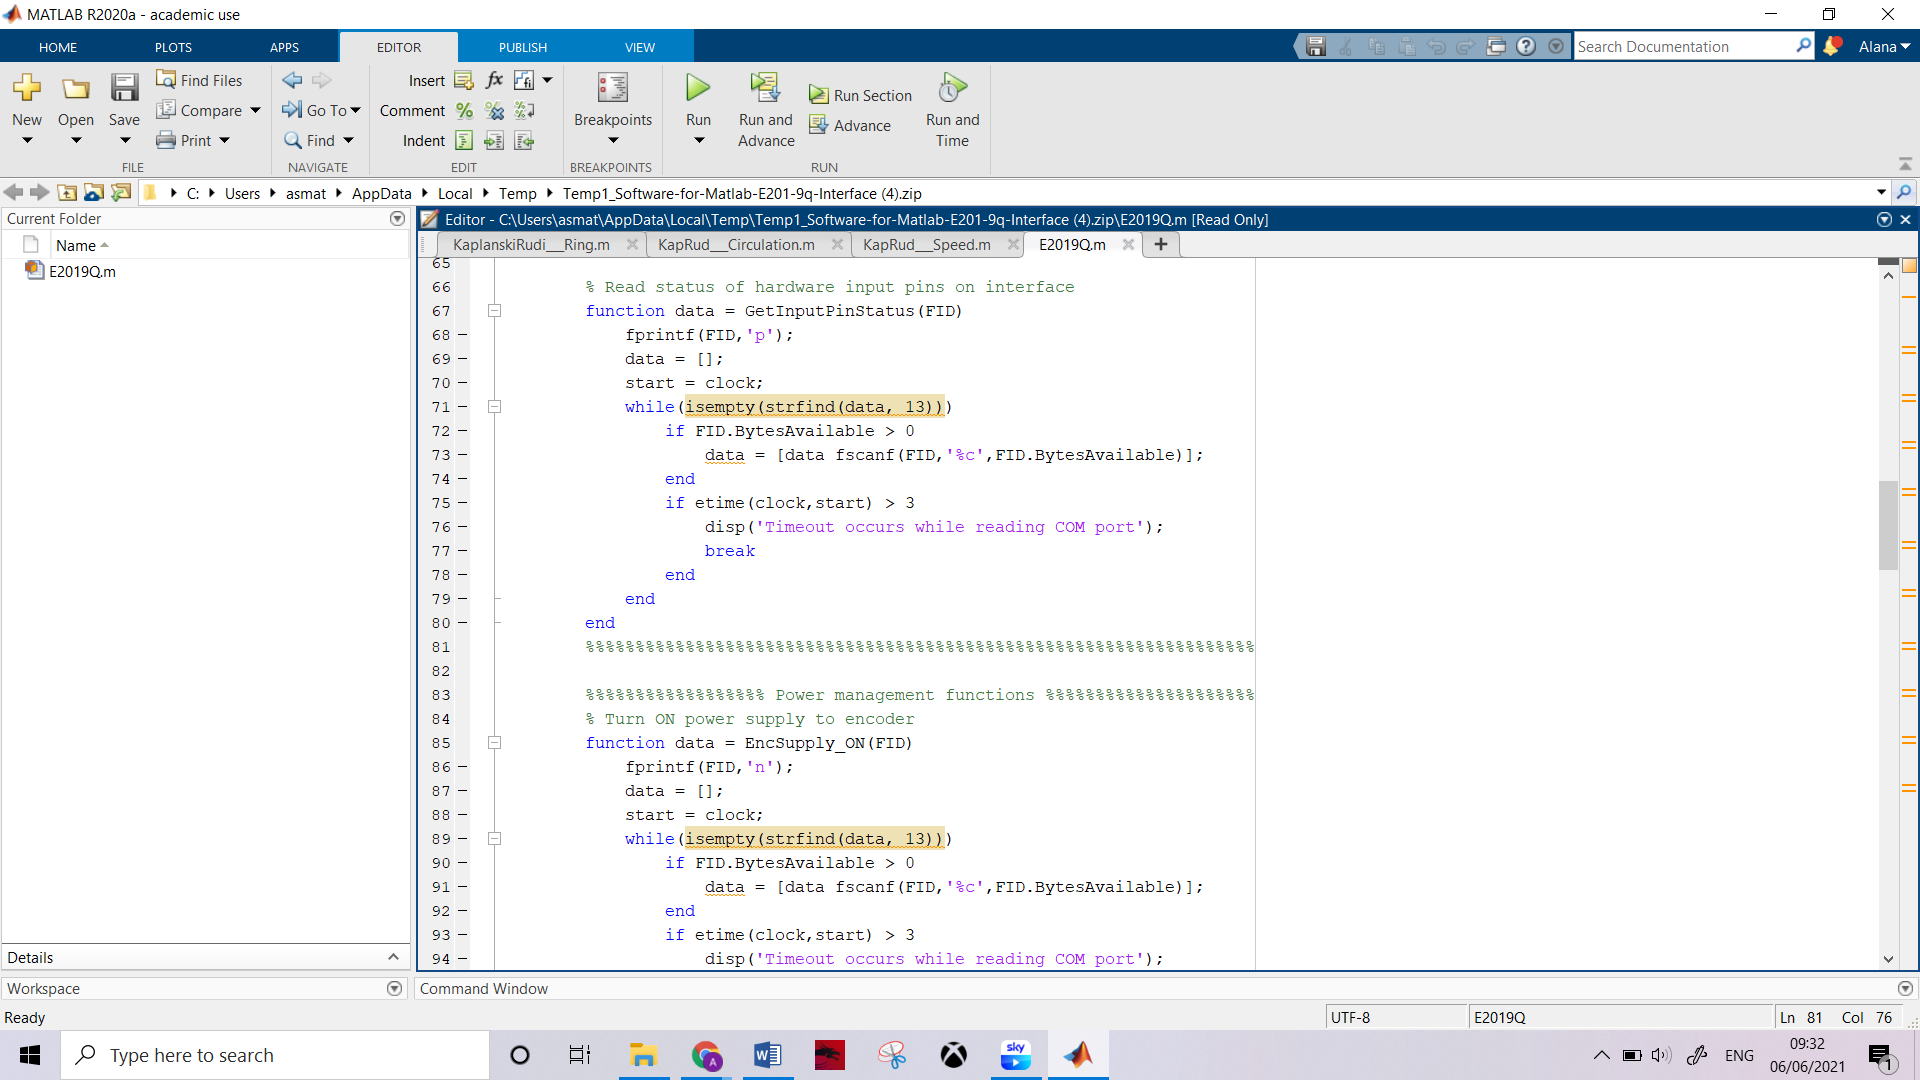 MATLAB R2020a - academic use
HOME PLOTS APPS EDITOR PUBLISH VIEW
Search Documentation
Alana
New
Open
Save
Find Files
Compare
Print
FILE
Go To
Find
NAVIGATE
Insert
fx
Comment
Indent
EDIT
Breakpoints
BREAKPOINTS
Run
Run and Advance
Run Section
Advance
Run and Time
RUN
C: Users asmat AppData Local Temp Temp1_Software-for-Matlab-E201-9q-Interface (4).zip
Current Folder
Name
E2019Q.m
Details
Workspace
Editor - C:\Users\asmat\AppData\Local\Temp\Temp1_Software-for-Matlab-E201-9q-Interface (4).zip\E2019Q.m [Read Only]
KaplanskiRudi___Ring.m KapRud___Circulation.m KapRud___Speed.m E2019Q.m
65
66 % Read status of hardware input pins on interface
67 function data = GetInputPinStatus(FID)
68 fprintf(FID,'p');
69 data = [];
70 start = clock;
71 while(isempty(strfind(data, 13)))
72 if FID.BytesAvailable > 0
73 data = [data fscanf(FID,'%c',FID.BytesAvailable)];
74 end
75 if etime(clock,start) > 3
76 disp('Timeout occurs while reading COM port');
77 break
78 end
79 end
80 end
81 %%%%%%%%%%%%%%%%%%%%%%%%%%%%%%%%%%%%%%%%%%%%%%%%%%%%%%%%%%%%%%%%%%%
82
83 %%%%%%%%%%%%%%%%%% Power management functions %%%%%%%%%%%%%%%%%%%%%
84 % Turn ON power supply to encoder
85 function data = EncSupply_ON(FID)
86 fprintf(FID,'n');
87 data = [];
88 start = clock;
89 while(isempty(strfind(data, 13)))
90 if FID.BytesAvailable > 0
91 data = [data fscanf(FID,'%c',FID.BytesAvailable)];
92 end
93 if etime(clock,start) > 3
94 disp('Timeout occurs while reading COM port');
Command Window
Ready
UTF-8
E2019Q
Ln 81 Col 76
Type here to search
sky
ENG
09:32
06/06/2021
1